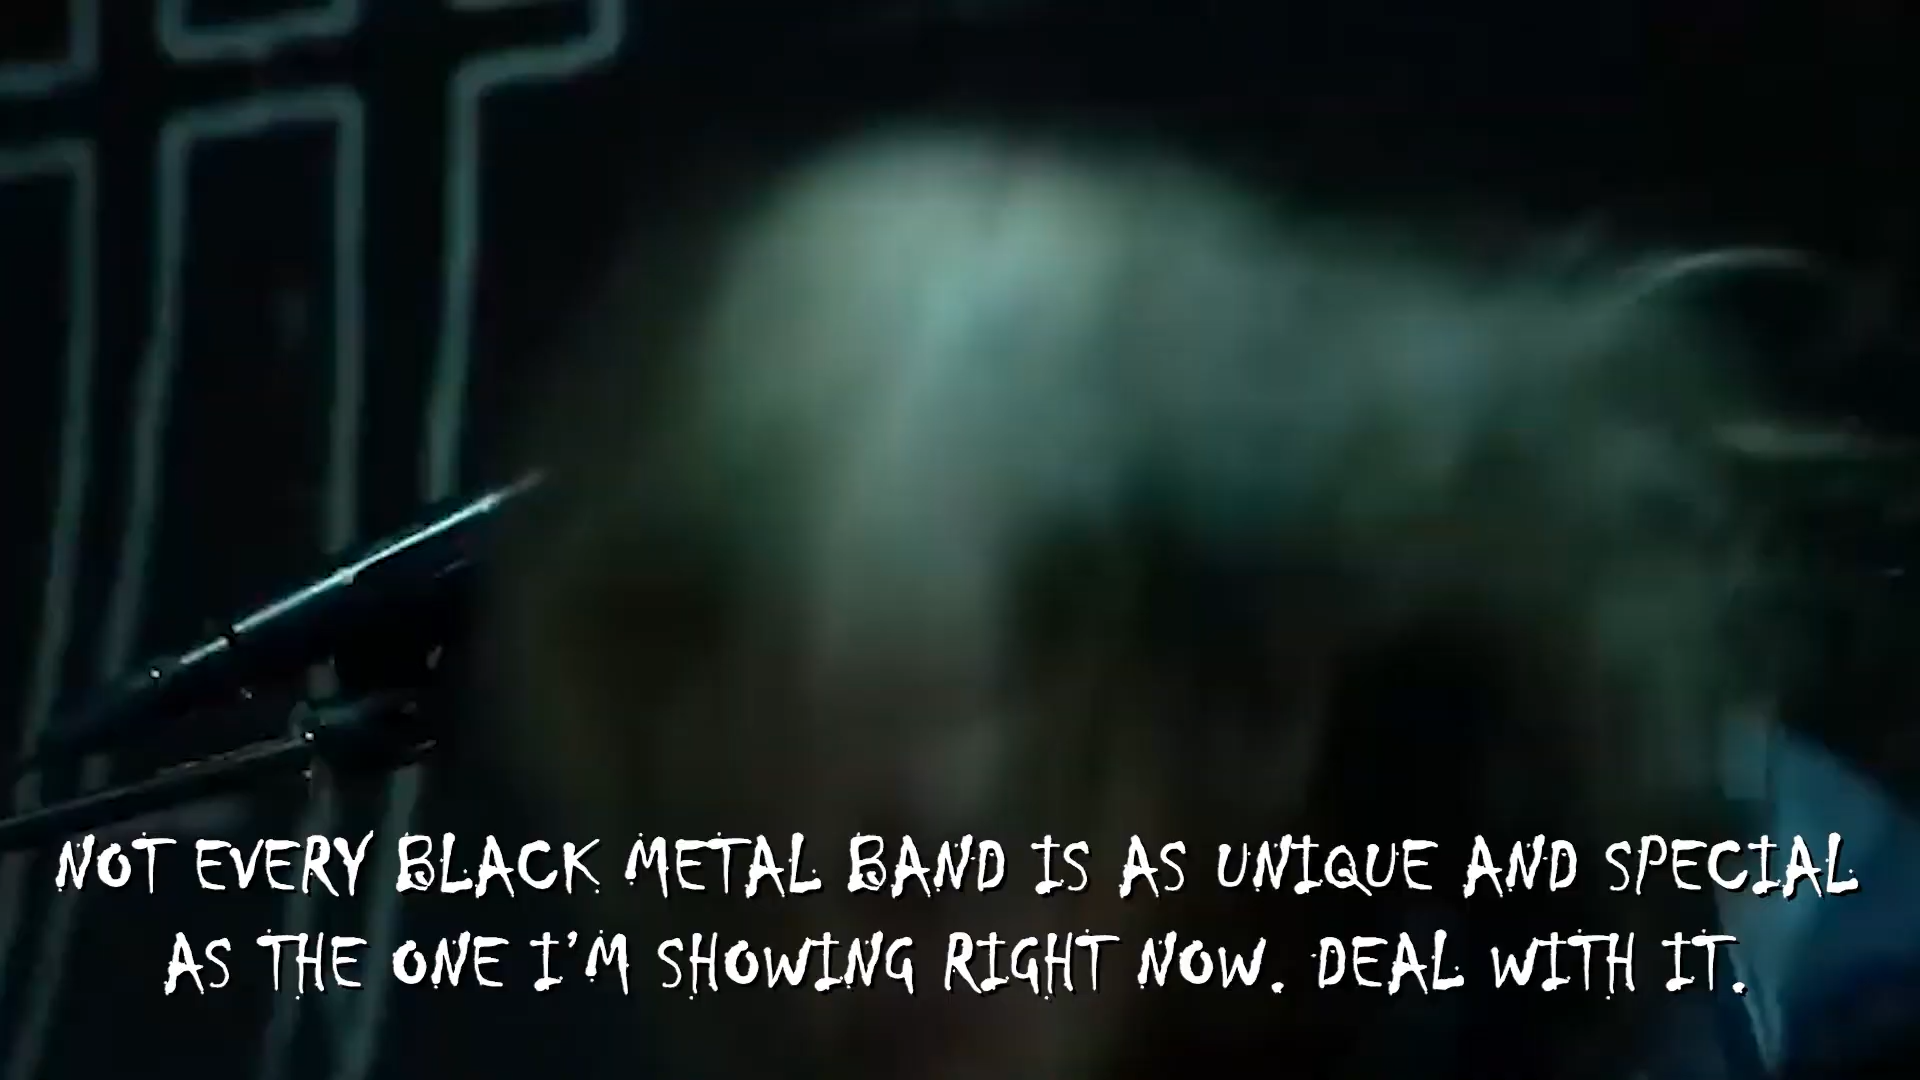 NOT EVERY BLACK METAL BAND IS AS UNIQUE AND SPECIAL
AS THE ONE I'M SHOWING RIGHT NOW. DEAL WITH IT.